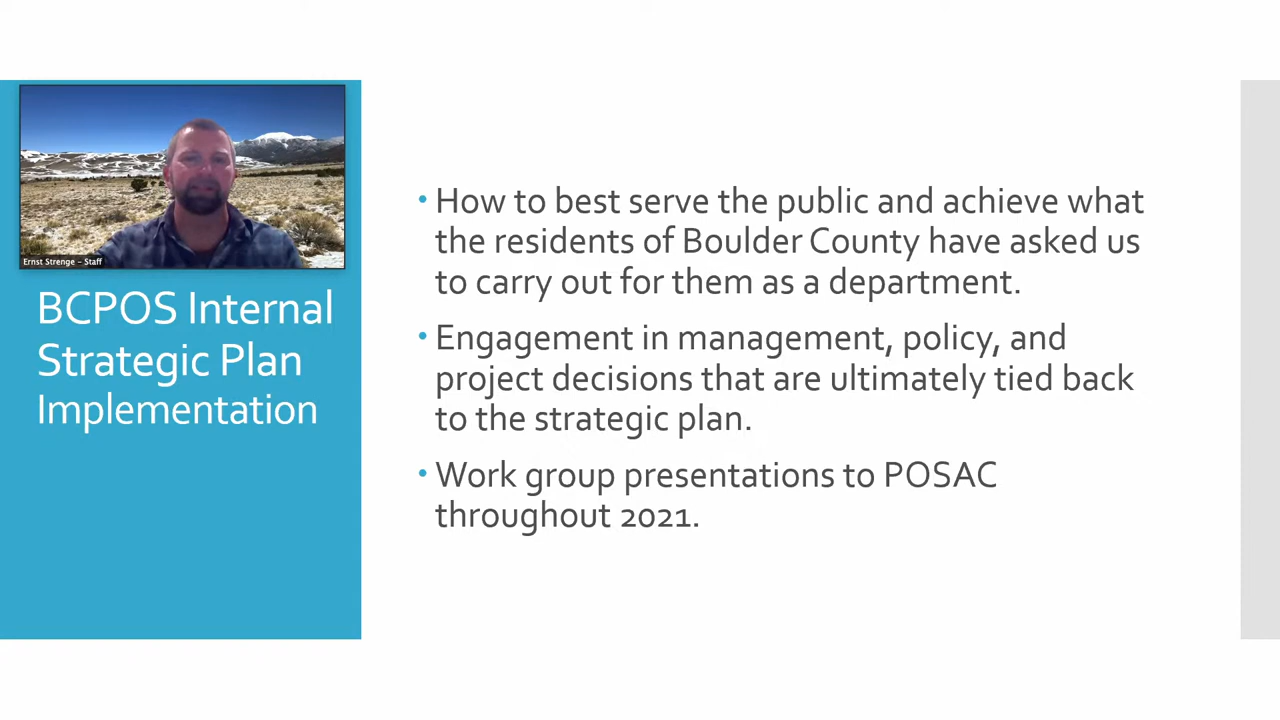 Ernst Strenge - Staff
BCPOS Internal
Strategic Plan
Implementation
• How to best serve the public and achieve what
the residents of Boulder County have asked us
to carry out for them as a department.
• Engagement in management, policy, and
project decisions that are ultimately tied back
to the strategic plan.
• Work group presentations to POSAC
throughout 2021.